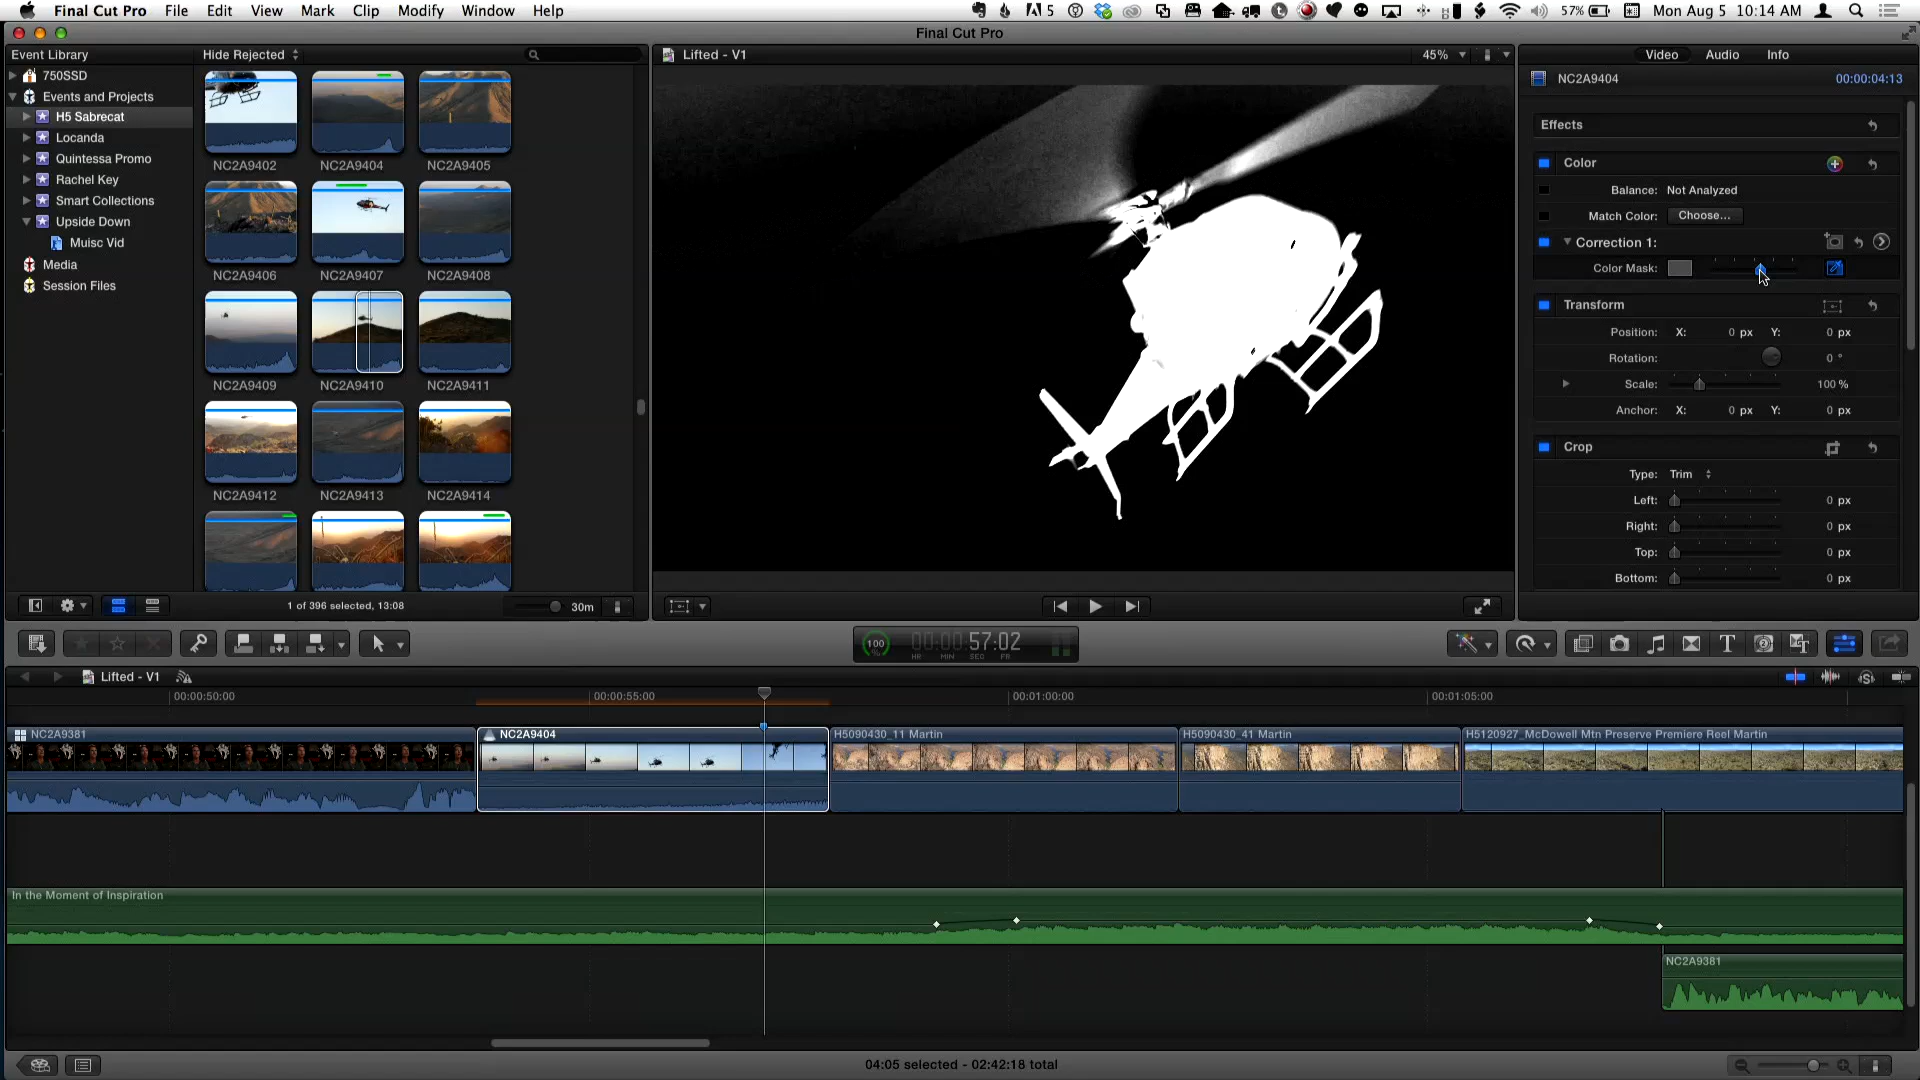 Final Cut Pro File Edit View Mark Clip Modify Window Help 5 57% Mon Aug 5 10:14 AM
Final Cut Pro
Event Library
750SSD
Events and Projects
H5 Sabrecat
Locanda
Quintessa Promo
Rachel Key
Smart Collections
Upside Down
Muisc Vid
Media
Session Files
Hide Rejected
NC2A9402 NC2A9404 NC2A9405
NC2A9406 NC2A9407 NC2A9408
NC2A9409 NC2A9410 NC2A9411
NC2A9412 NC2A9413 NC2A9414
1 of 396 selected, 13:08
30m
Lifted - V1
45%
Video Audio Info
NC2A9404 00:00:04:13
Effects
Color
Balance: Not Analyzed
Match Color: Choose...
Correction 1:
Color Mask:
Transform
Position: X: 0 px Y: 0 px
Rotation: 0 °
Scale: 100 %
Anchor: X: 0 px Y: 0 px
Crop
Type: Trim
Left: 0 px
Right: 0 px
Top: 0 px
Bottom: 0 px
100 % 00:00:57:02
HR MIN SEC FR
Lifted - V1
00:00:50:00 00:00:55:00 00:01:00:00 00:01:05:00
NC2A9381 NC2A9404 H5090430_11 Martin H5090430_41 Martin H5120927_McDowell Mtn Preserve Premiere Reel Martin
In the Moment of Inspiration
NC2A9381
04:05 selected - 02:42:18 total